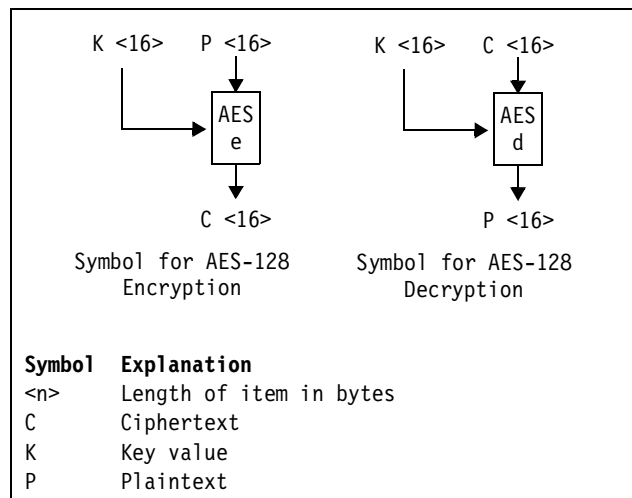 K <16> P <16> K <16> C <16>
AES AES
e d
C <16> P <16>
Symbol for AES-128 Symbol for AES-128
Encryption Decryption
Symbol Explanation
<n> Length of item in bytes
C Ciphertext
K Key value
P Plaintext